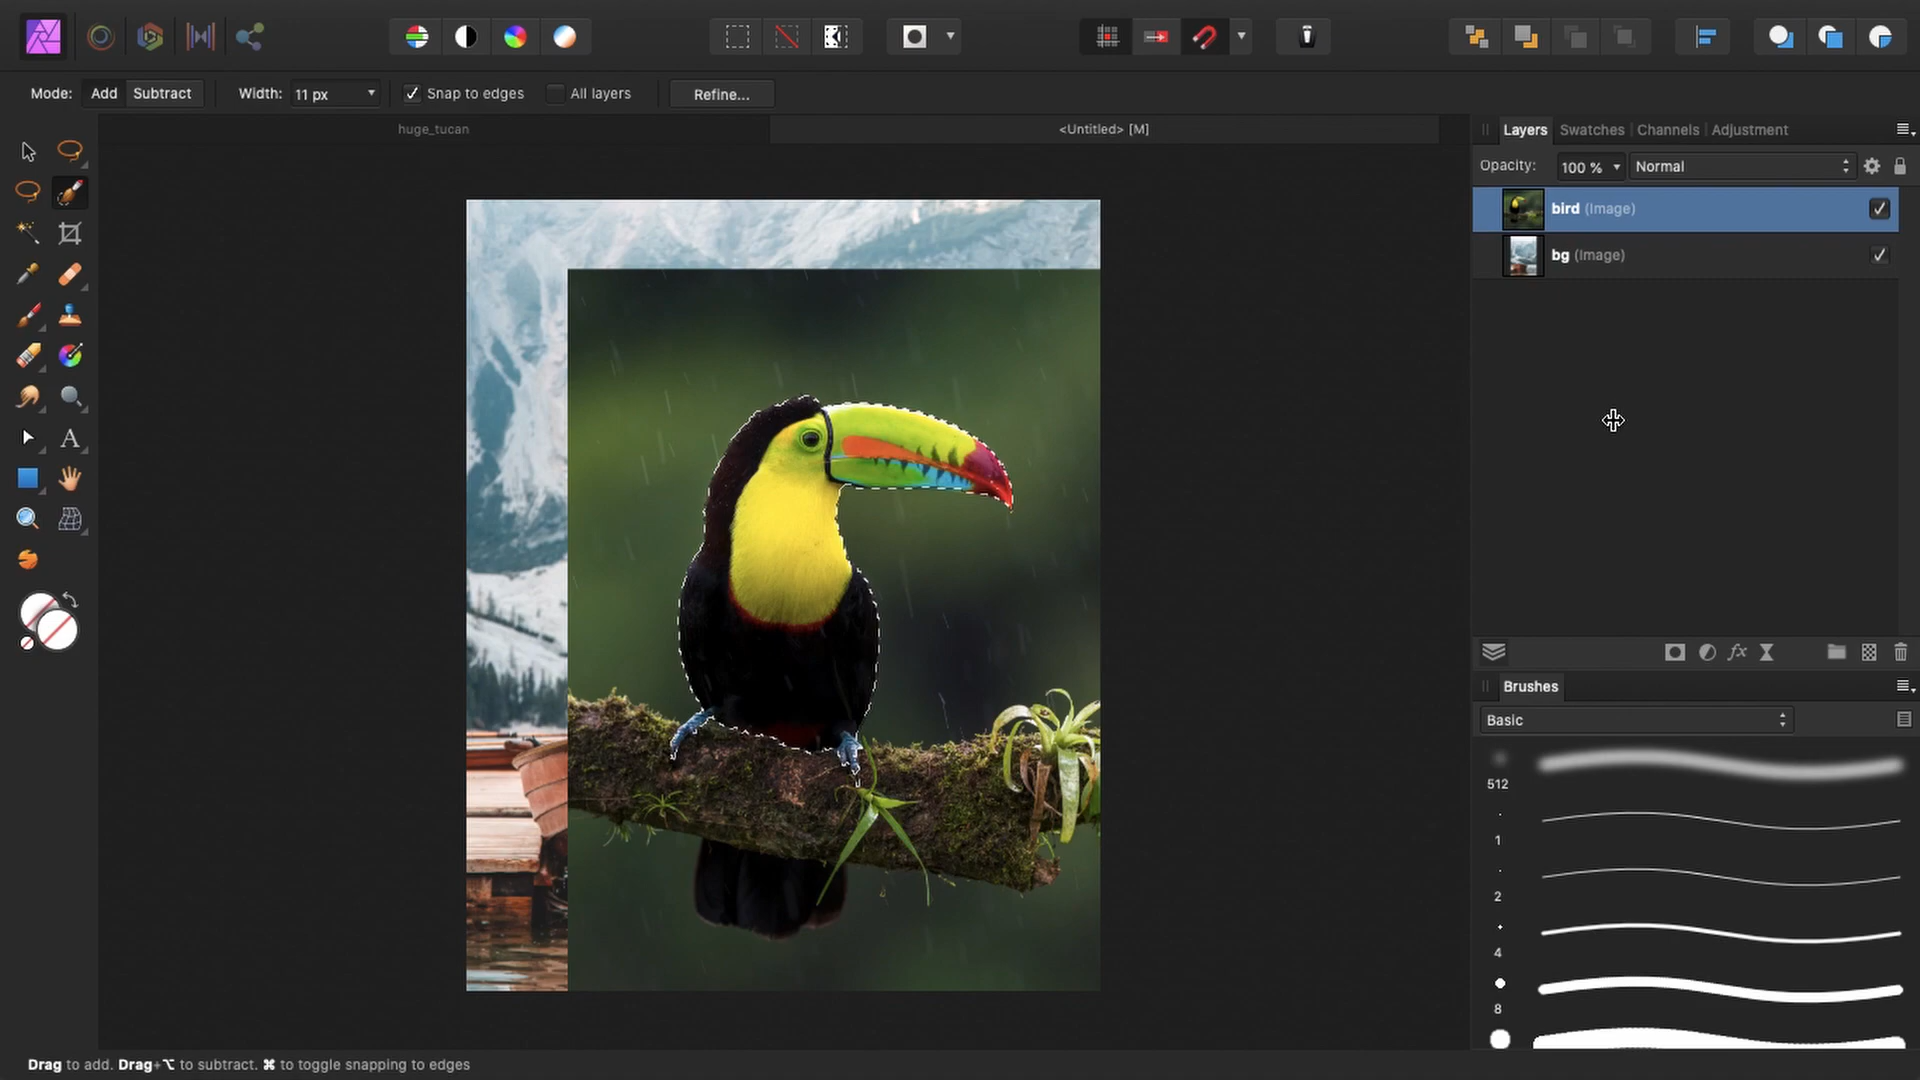 Mode: Add Subtract Width: 11 px Snap to edges All layers Refine...
huge_tucan <Untitled> [M]
Layers Swatches Channels Adjustment
Opacity: 100 % Normal
bird (Image)
bg (Image)
fx
Brushes
Basic
512
1
2
4
8
Drag to add. Drag+⌥ to subtract. ⌘ to toggle snapping to edges